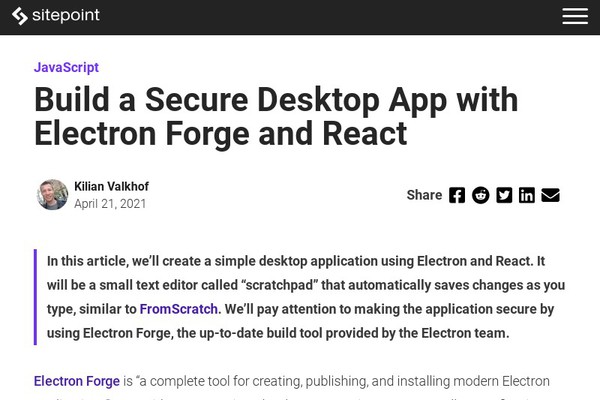 sitepoint
JavaScript
Build a Secure Desktop App with
Electron Forge and React
Kilian Valkhof
April 21, 2021
Share
In this article, we’ll create a simple desktop application using Electron and React. It
will be a small text editor called “scratchpad” that automatically saves changes as you
type, similar to FromScratch. We’ll pay attention to making the application secure by
using Electron Forge, the up-to-date build tool provided by the Electron team.
Electron Forge is “a complete tool for creating, publishing, and installing modern Electron